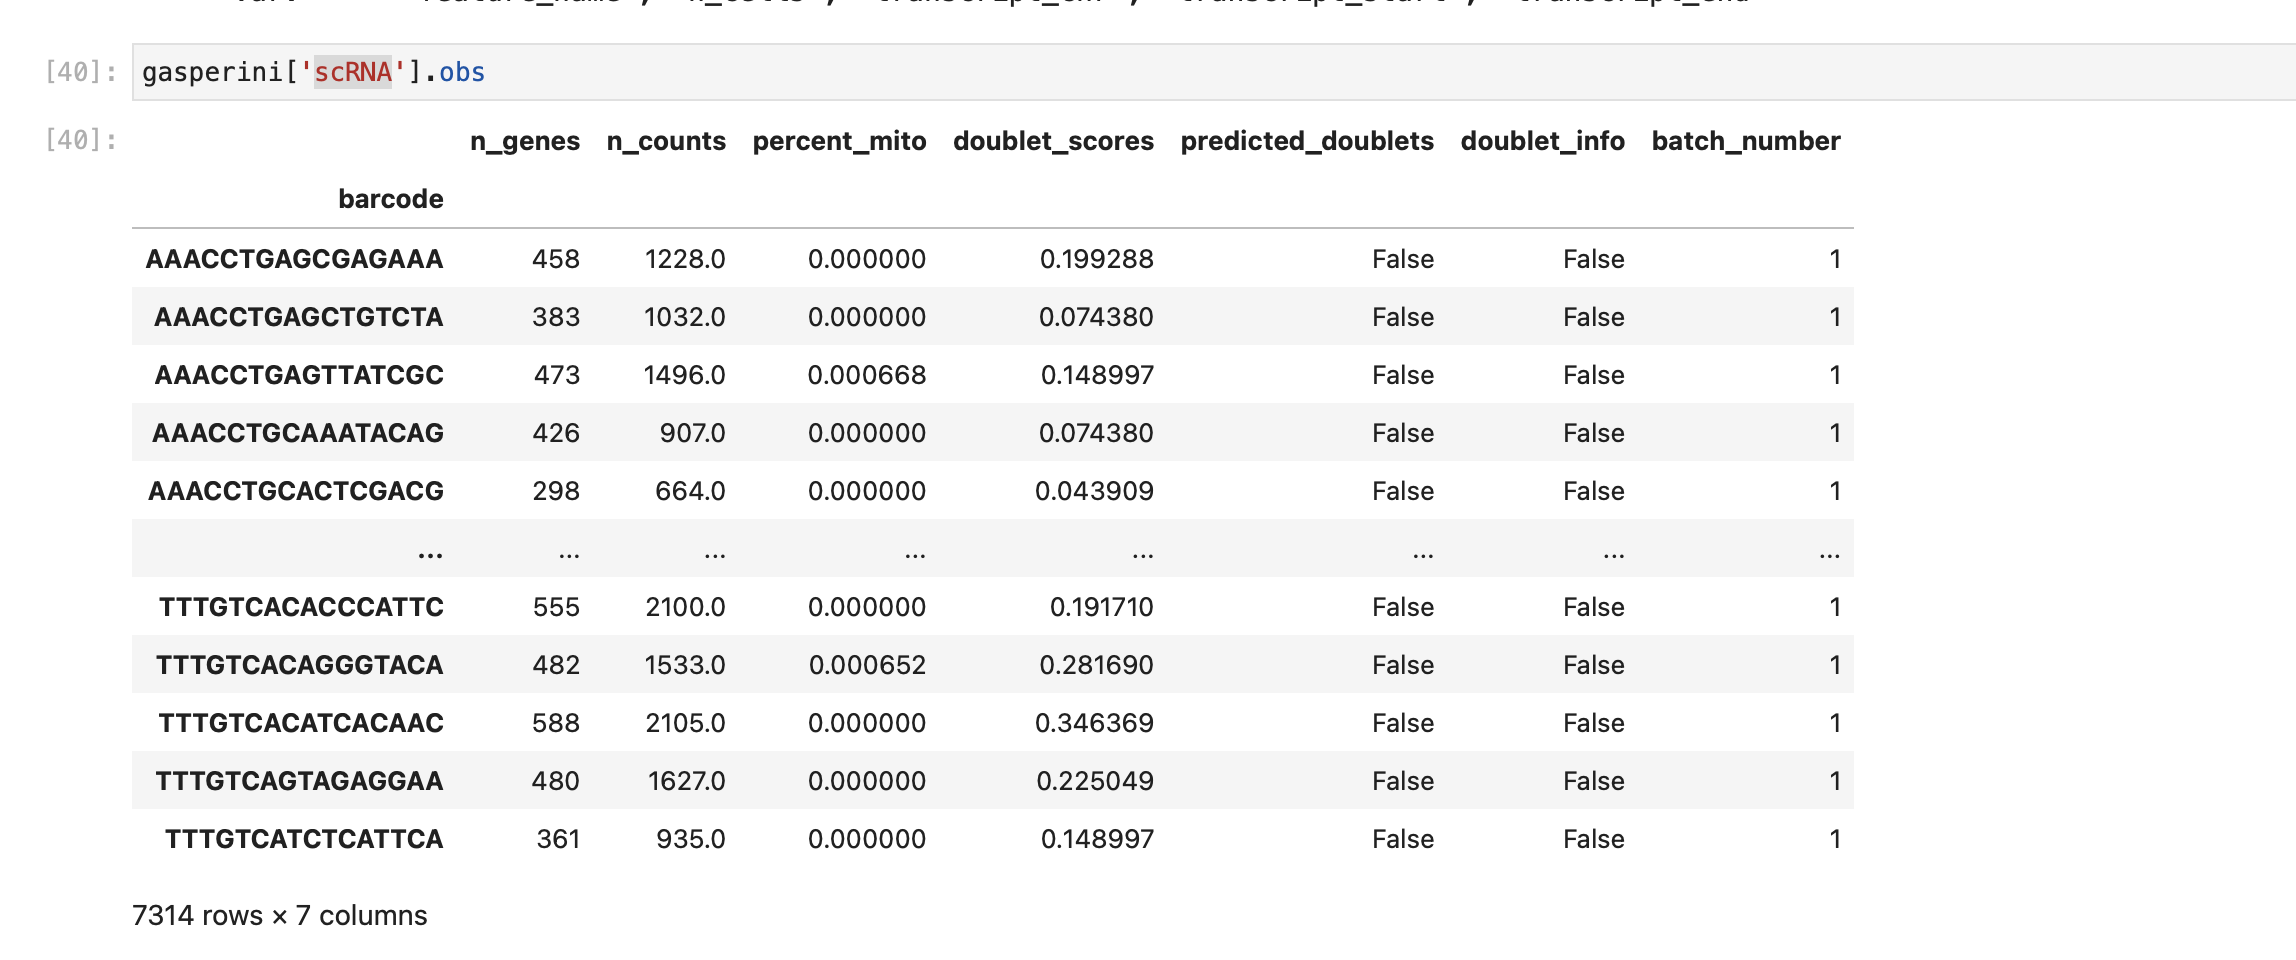 [40]: gasperini['scRNA'].obs
[40]: n_genes n_counts percent_mito doublet_scores predicted_doublets doublet_info batch_number
barcode
AAACCTGAGCGAGAAA 458 1228.0 0.000000 0.199288 False False 1
AAACCTGAGCTGTCTA 383 1032.0 0.000000 0.074380 False False 1
AAACCTGAGTTATCGC 473 1496.0 0.000668 0.148997 False False 1
AAACCTGCAAATACAG 426 907.0 0.000000 0.074380 False False 1
AAACCTGCACTCGACG 298 664.0 0.000000 0.043909 False False 1
... ... ... ... ... ... ... ...
TTTGTCACACCCATTC 555 2100.0 0.000000 0.191710 False False 1
TTTGTCACAGGGTACA 482 1533.0 0.000652 0.281690 False False 1
TTTGTCACATCACAAC 588 2105.0 0.000000 0.346369 False False 1
TTTGTCAGTAGAGGAA 480 1627.0 0.000000 0.225049 False False 1
TTTGTCATCTCATTCA 361 935.0 0.000000 0.148997 False False 1
7314 rows × 7 columns